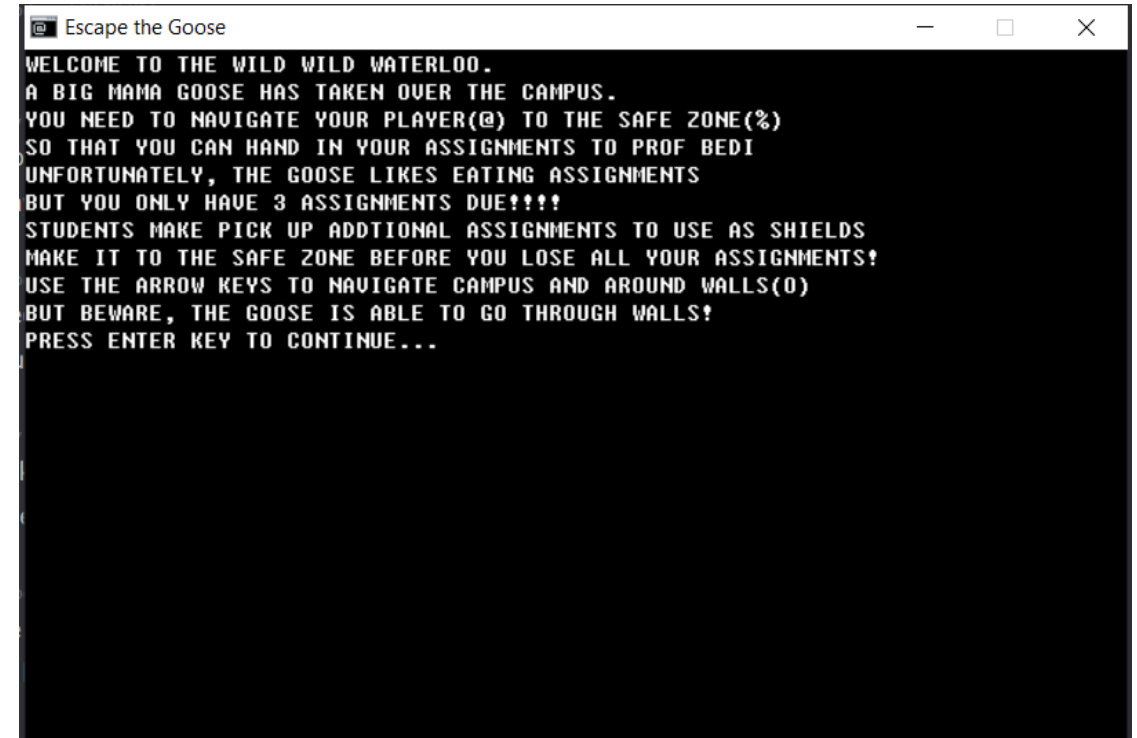 Escape the Goose
WELCOME TO THE WILD WILD WATERLOO.
A BIG MAMA GOOSE HAS TAKEN OVER THE CAMPUS.
YOU NEED TO NAVIGATE YOUR PLAYER(@) TO THE SAFE ZONE(%)
SO THAT YOU CAN HAND IN YOUR ASSIGNMENTS TO PROF BEDI
UNFORTUNATELY, THE GOOSE LIKES EATING ASSIGNMENTS
BUT YOU ONLY HAVE 3 ASSIGNMENTS DUE!!!!
STUDENTS MAKE PICK UP ADDTIONAL ASSIGNMENTS TO USE AS SHIELDS
MAKE IT TO THE SAFE ZONE BEFORE YOU LOSE ALL YOUR ASSIGNMENTS!
USE THE ARROW KEYS TO NAVIGATE CAMPUS AND AROUND WALLS(O)
BUT BEWARE, THE GOOSE IS ABLE TO GO THROUGH WALLS!
PRESS ENTER KEY TO CONTINUE...